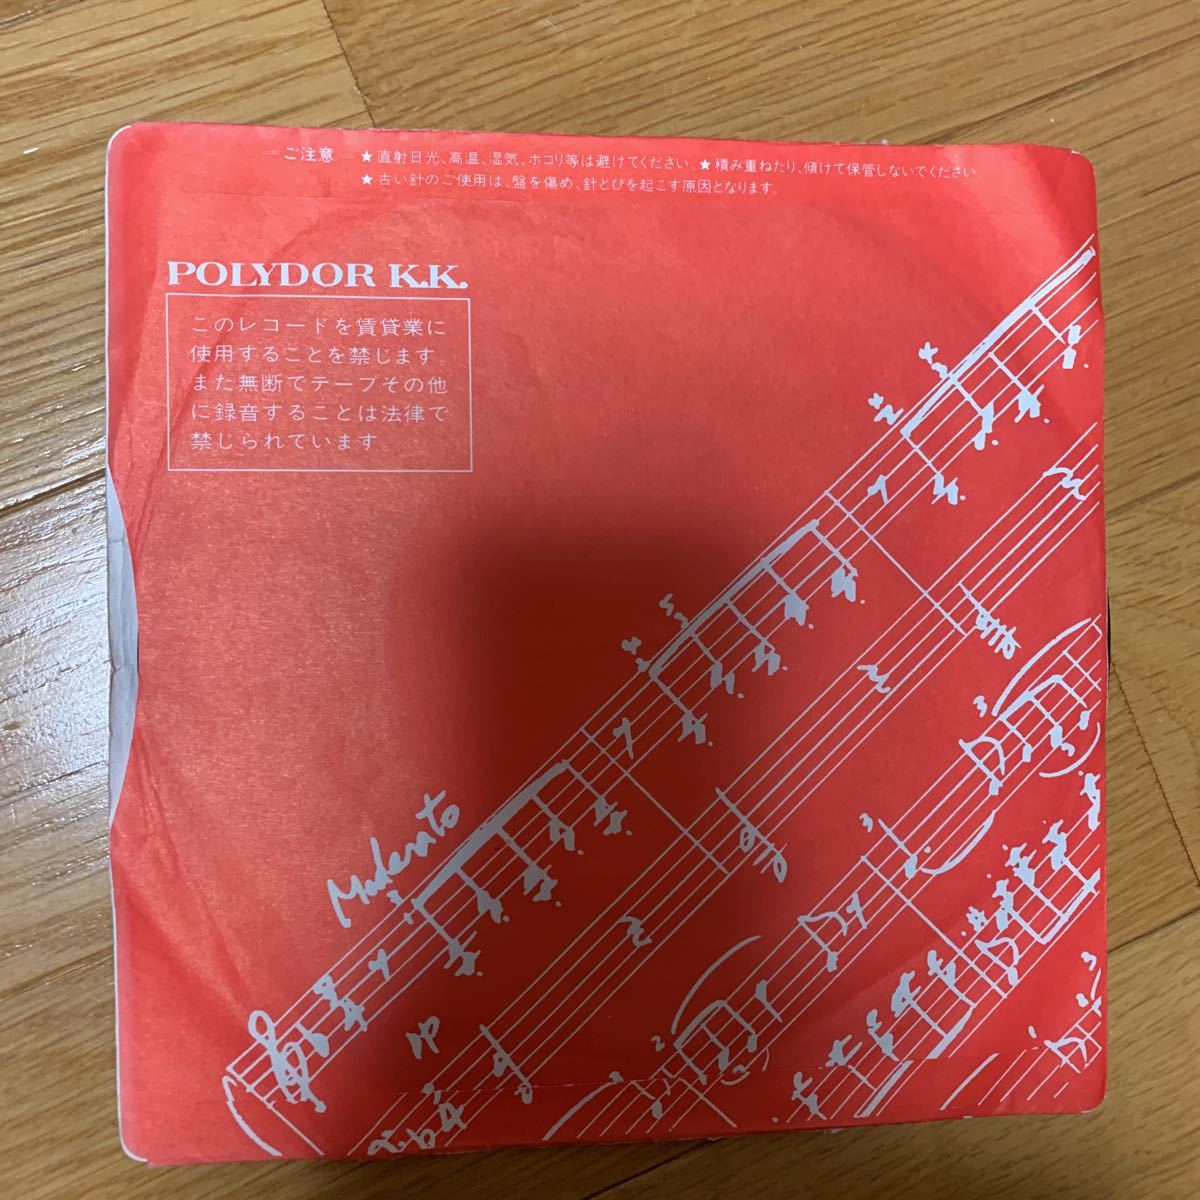 ご注意 ★直射日光、高温、湿気、ホコリ等は避けてください。★積み重ねたり、傾けて保管しないでください
★古い針のご使用は、盤を傷め、針とびを起こす原因となります。
POLYDOR K.K.
このレコードを賃貸業に
使用することを禁じます。
また無断でテープその他
に録音することは法律で
禁じられています。
Moderato